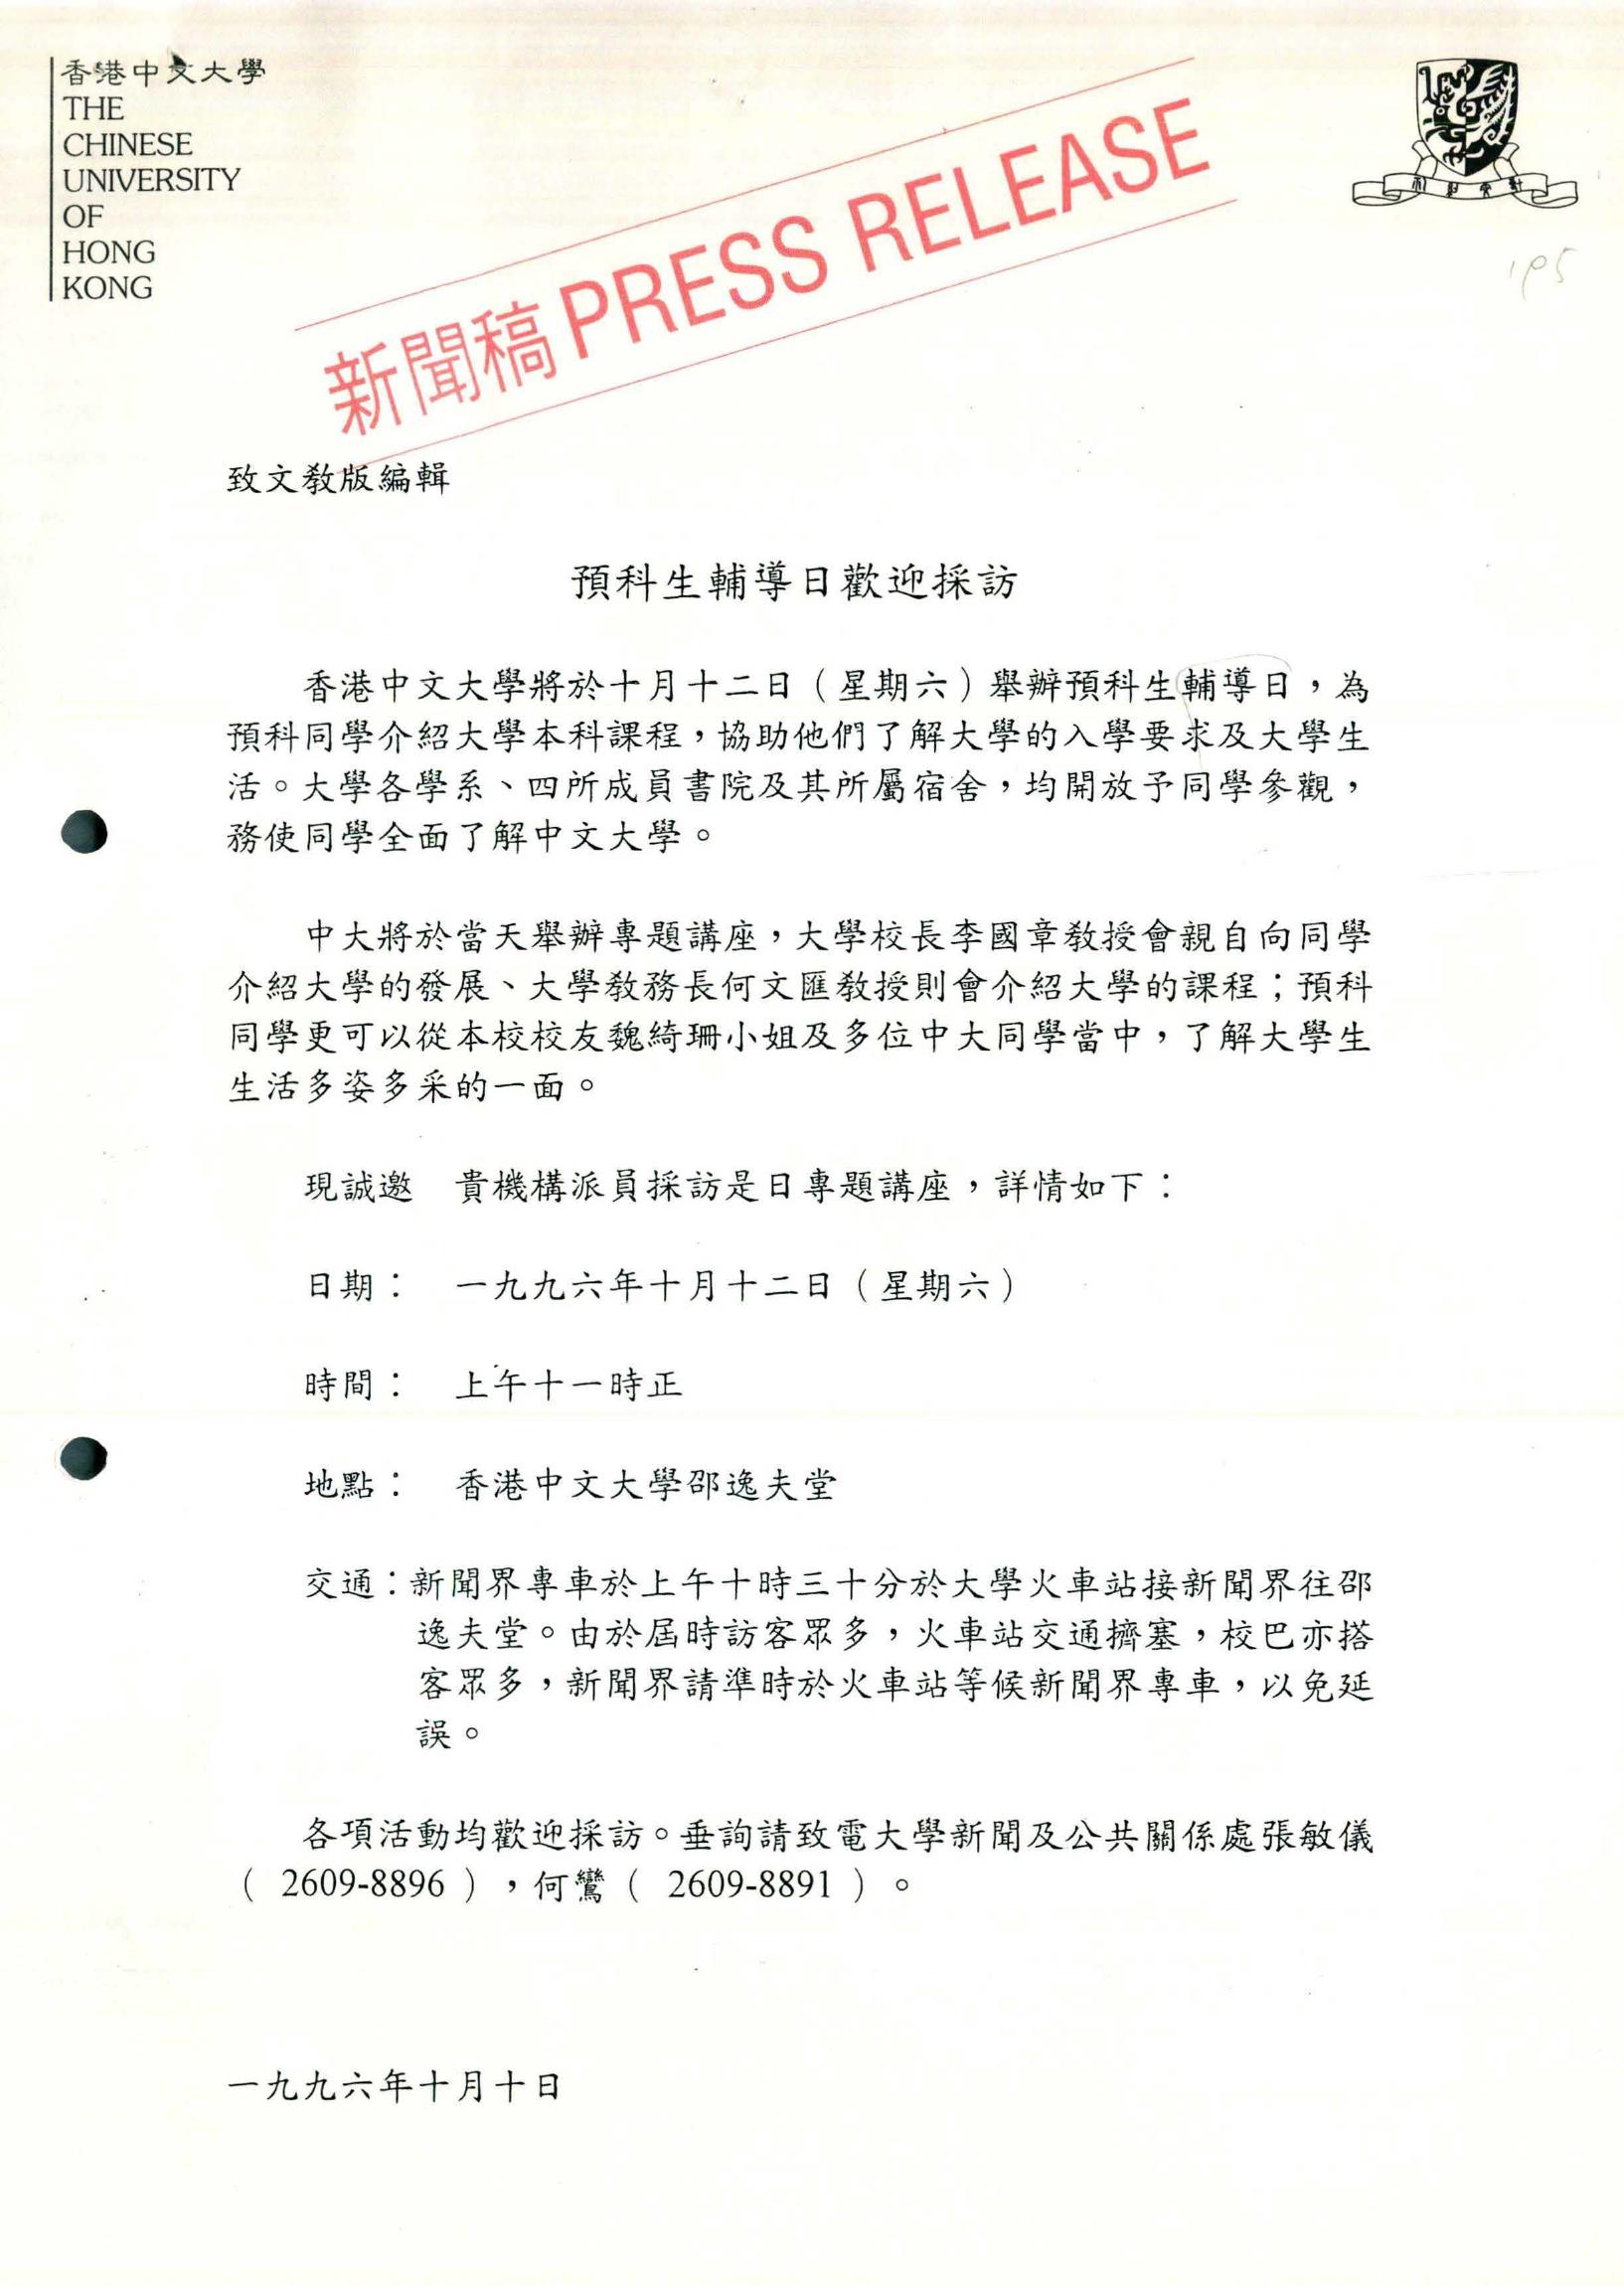 香港中文大學
THE
CHINESE
UNIVERSITY
OF
HONG
KONG
新聞稿 PRESS RELEASE
致文教版編輯
預科生輔導日歡迎採訪
香港中文大學將於十月十二日（星期六）舉辦預科生輔導日，為
預科同學介紹大學本科課程，協助他們了解大學的入學要求及大學生
活。大學各學系、四所成員書院及其所屬宿舍，均開放予同學參觀，
務使同學全面了解中文大學。
中大將於當天舉辦專題講座，大學校長李國章教授會親自向同學
介紹大學的發展、大學教務長何文匯教授則會介紹大學的課程；預科
同學更可以從本校校友魏綺珊小姐及多位中大同學當中，了解大學生
生活多姿多采的一面。
現誠邀　貴機構派員採訪是日專題講座，詳情如下：
日期：　一九九六年十月十二日（星期六）
時間：　上午十一時正
地點：　香港中文大學邵逸夫堂
交通：新聞界專車於上午十時三十分於大學火車站接新聞界往邵
逸夫堂。由於屆時訪客眾多，火車站交通擠塞，校巴亦搭
客眾多，新聞界請準時於火車站等候新聞界專車，以免延
誤。
各項活動均歡迎採訪。垂詢請致電大學新聞及公共關係處張敏儀
（ 2609-8896 ），何鸞（ 2609-8891 ）。
一九九六年十月十日